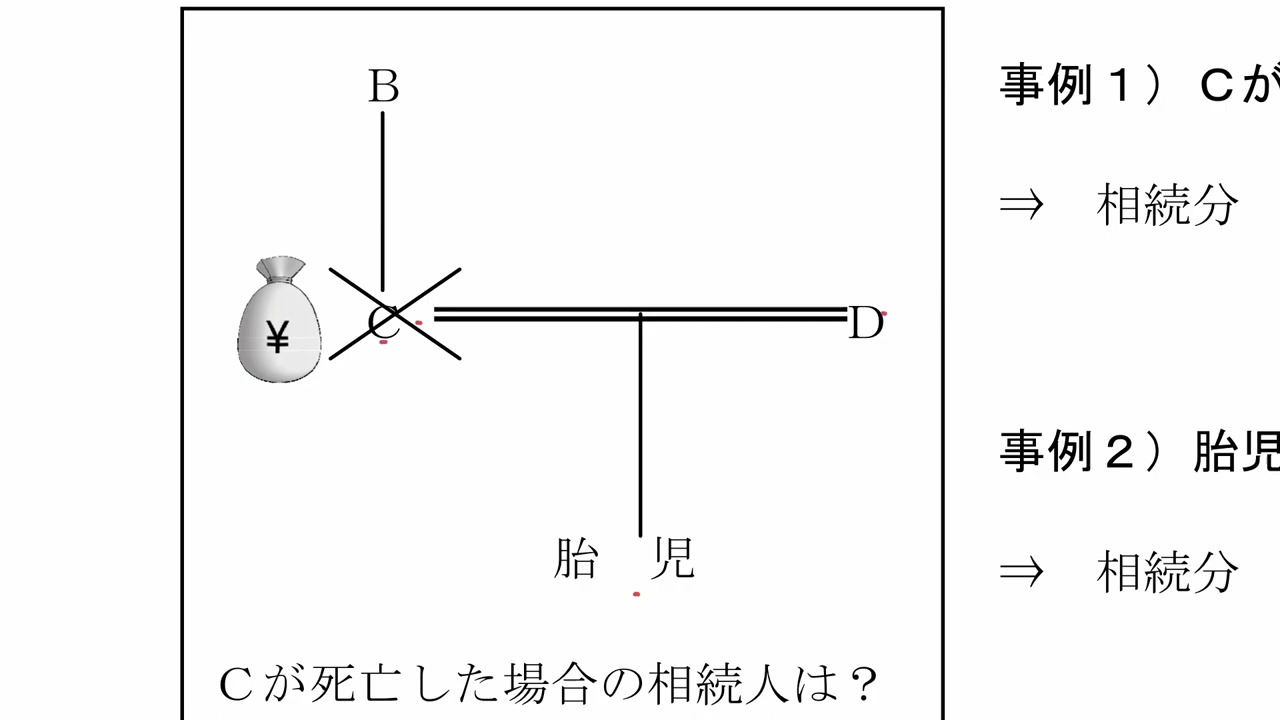 B
¥
C
D
胎　児
Ｃが死亡した場合の相続人は？
事例１）Ｃが
⇒　相続分
事例２）胎児
⇒　相続分